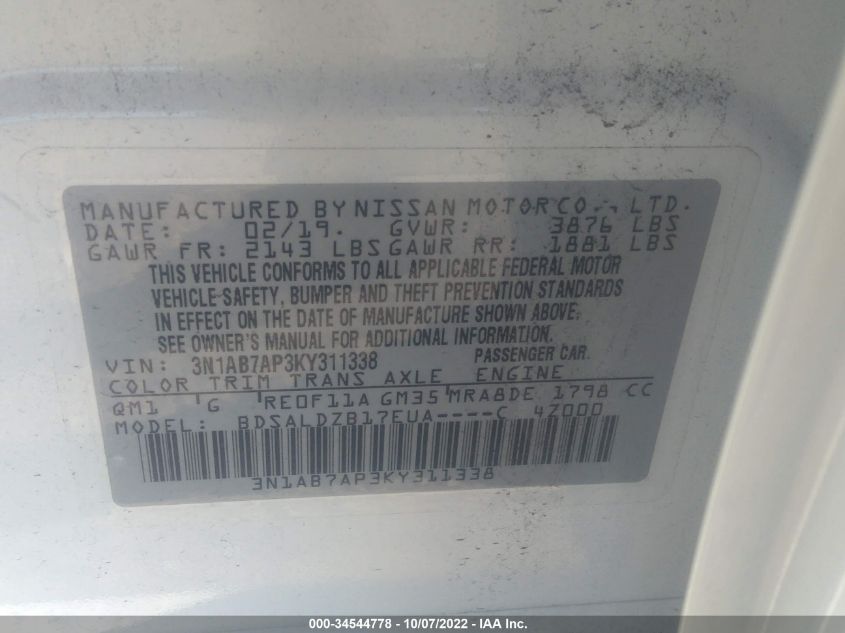 MANUFACTURED BY NISSAN MOTOR CO., LTD.
DATE: 02/19. GVWR: 3876 LBS
GAWR FR: 2143 LBS GAWR RR: 1881 LBS
THIS VEHICLE CONFORMS TO ALL APPLICABLE FEDERAL MOTOR
VEHICLE SAFETY, BUMPER AND THEFT PREVENTION STANDARDS
IN EFFECT ON THE DATE OF MANUFACTURE SHOWN ABOVE.
SEE OWNER'S MANUAL FOR ADDITIONAL INFORMATION.
VIN: 3N1AB7AP3KY311338 PASSENGER CAR.
COLOR TRIM TRANS AXLE ENGINE
QM1 G RE0F11A GM35 MRA8DE 1798 CC
MODEL: BDSALDZB17EUA----C 4Z000
3N1AB7AP3KY311338
000-34544778 - 10/07/2022 - IAA Inc.